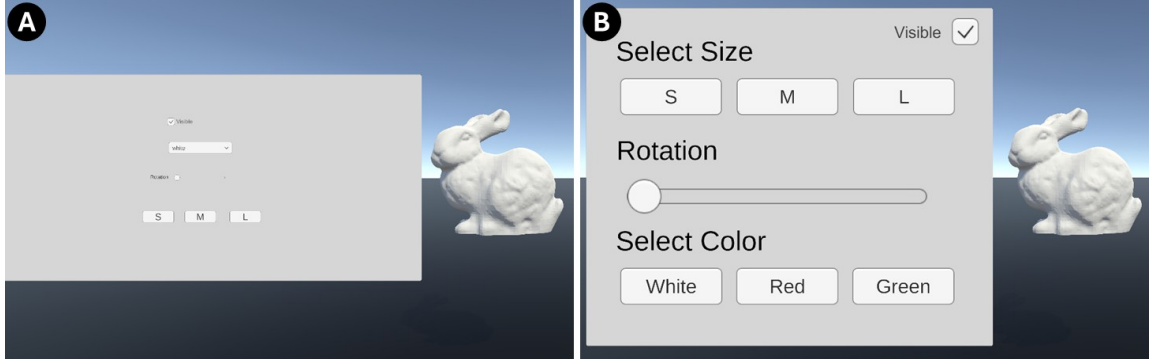 A
Visible
white
Rotation
S M L
B
Visible
Select Size
S M L
Rotation
Select Color
White Red Green